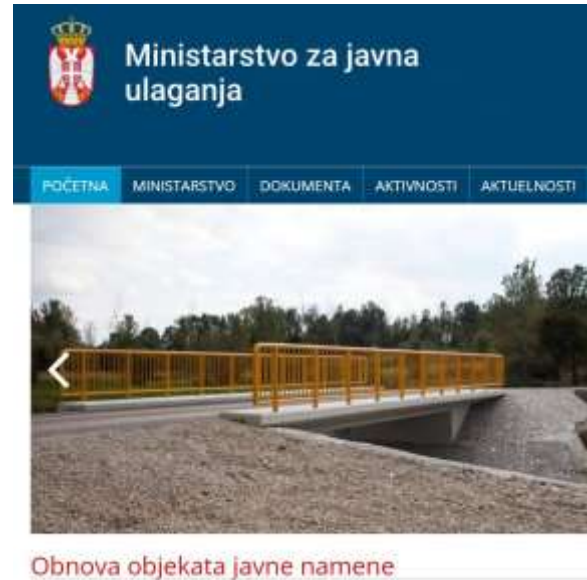 Ministarstvo za javna
ulaganja
POČETNA MINISTARSTVO DOKUMENTA AKTIVNOSTI AKTUELNOSTI
Obnova objekata javne namene